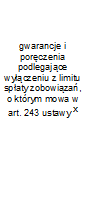 gwarancje i
poręczenia
podlegające
wyłączeniu z limitu
spłaty zobowiązań,
o którym mowa w
art. 243 ustawy x